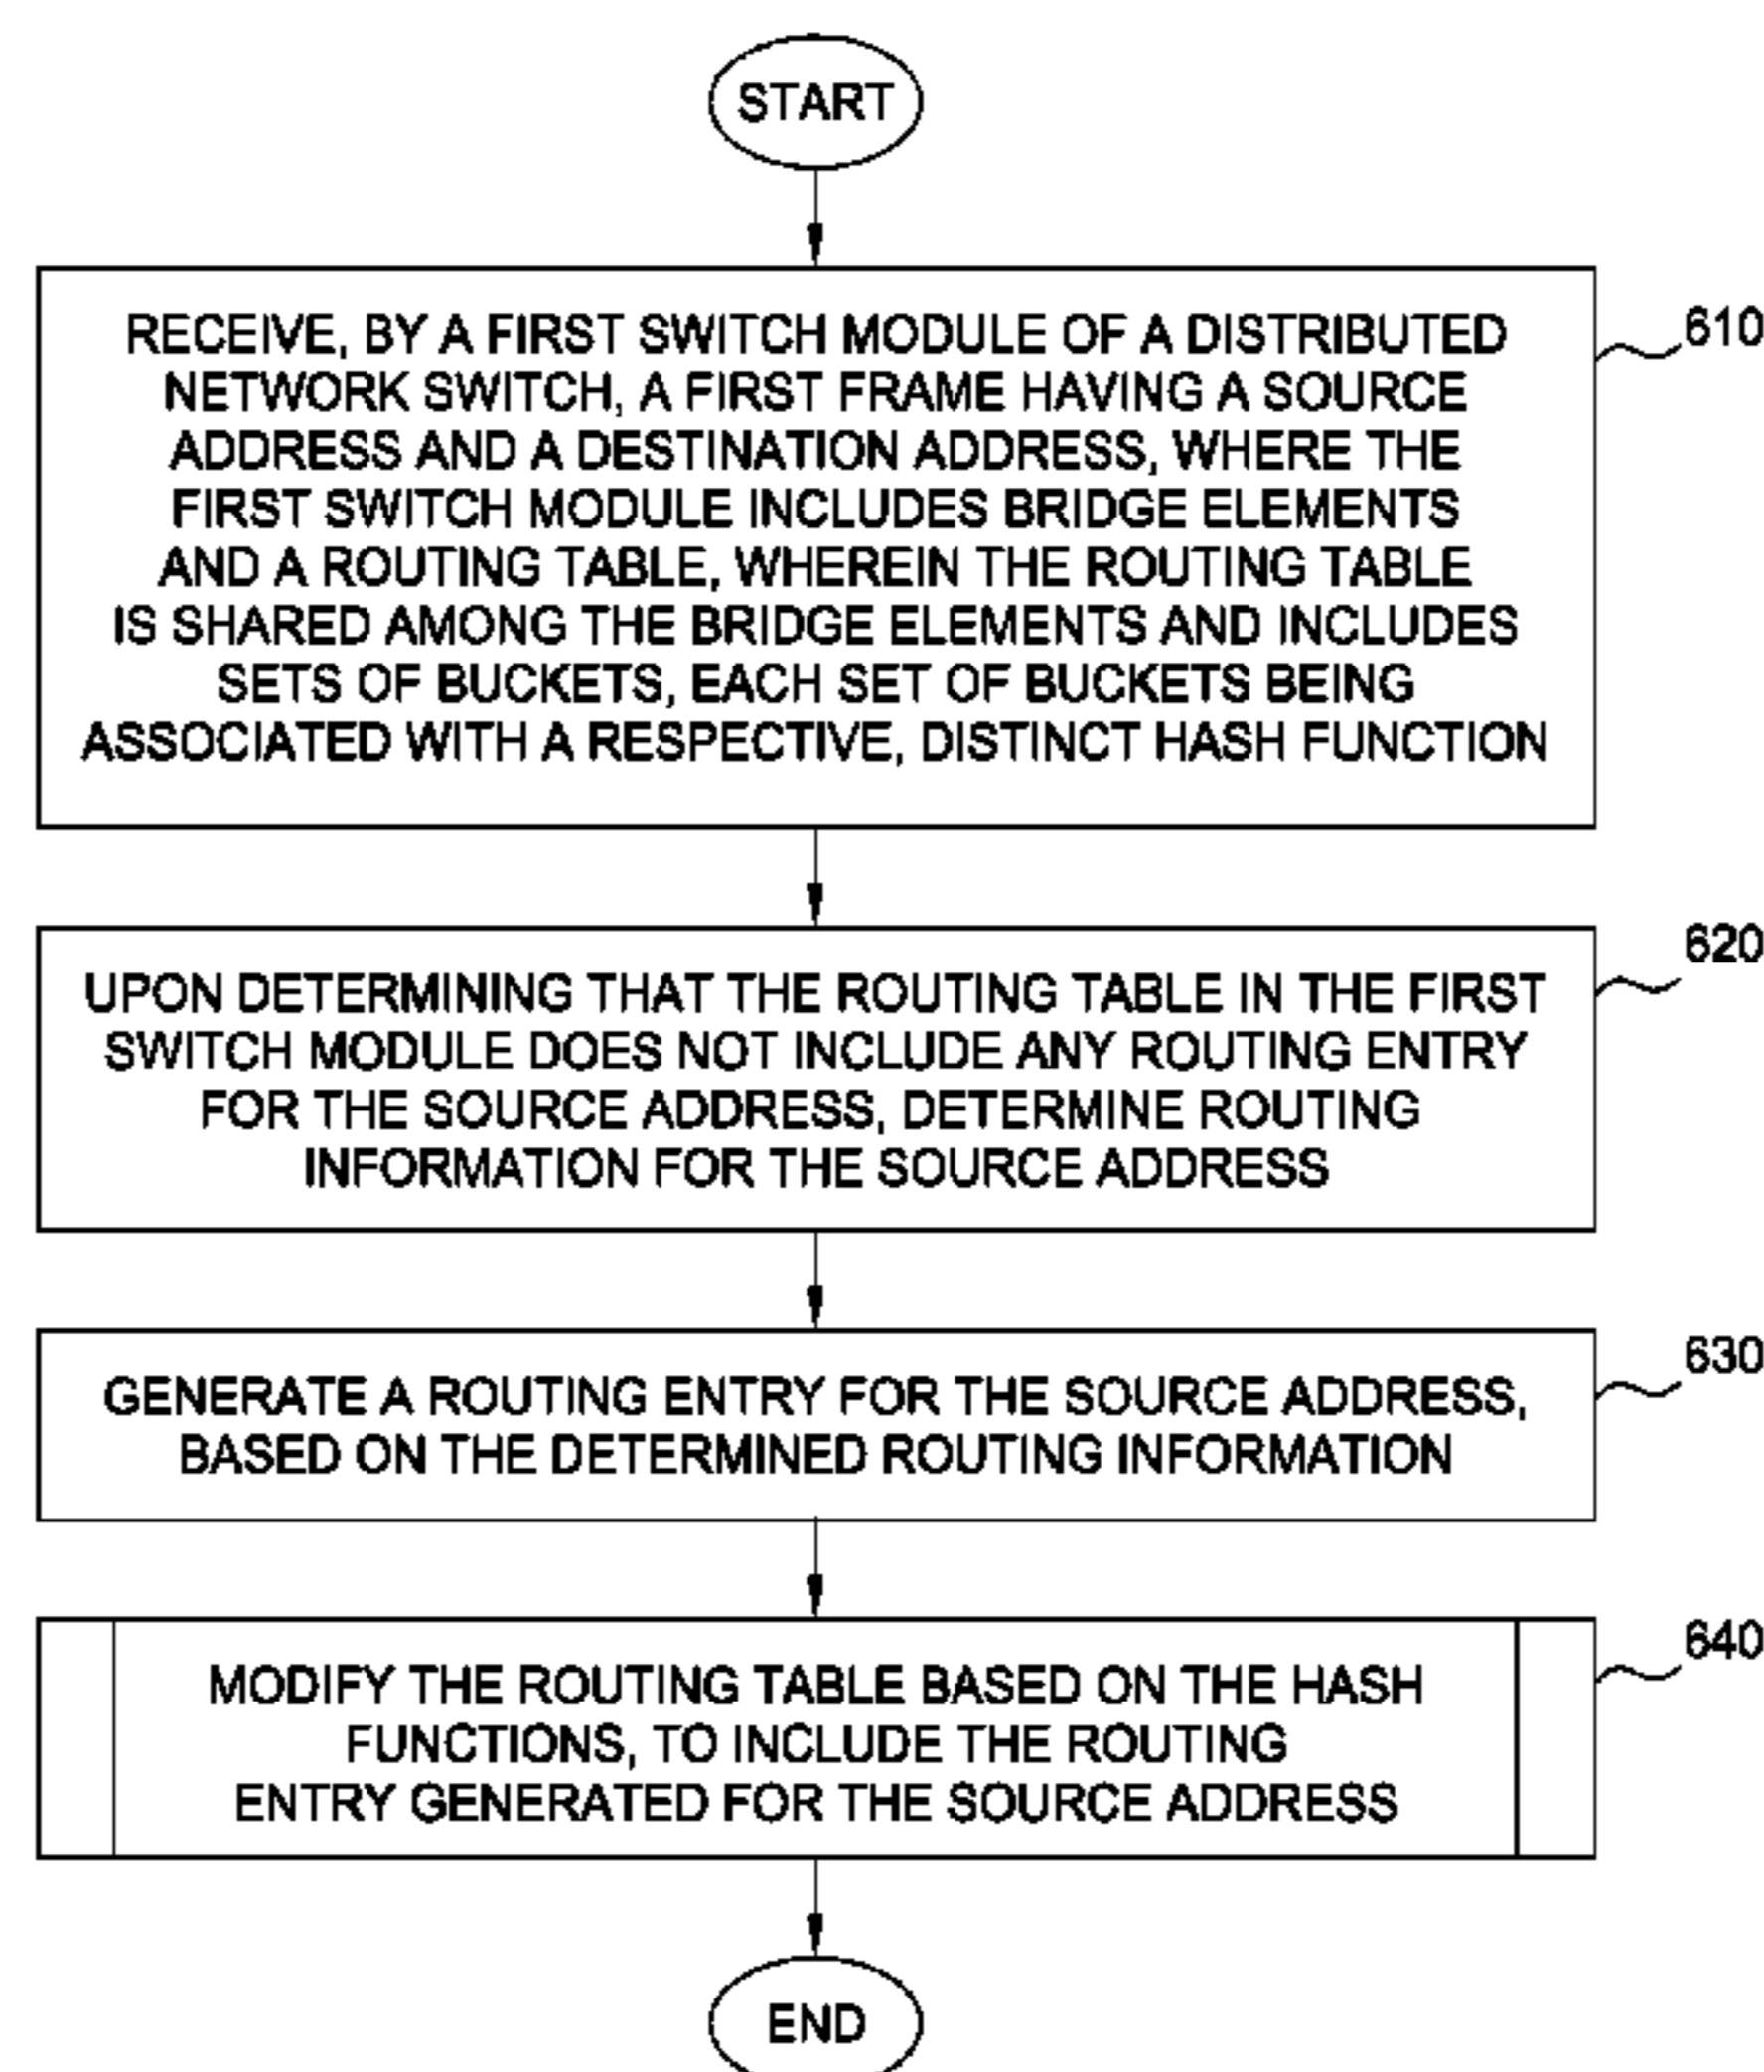 START
RECEIVE, BY A FIRST SWITCH MODULE OF A DISTRIBUTED
NETWORK SWITCH, A FIRST FRAME HAVING A SOURCE
ADDRESS AND A DESTINATION ADDRESS, WHERE THE
FIRST SWITCH MODULE INCLUDES BRIDGE ELEMENTS
AND A ROUTING TABLE, WHEREIN THE ROUTING TABLE
IS SHARED AMONG THE BRIDGE ELEMENTS AND INCLUDES
SETS OF BUCKETS, EACH SET OF BUCKETS BEING
ASSOCIATED WITH A RESPECTIVE, DISTINCT HASH FUNCTION
610
UPON DETERMINING THAT THE ROUTING TABLE IN THE FIRST
SWITCH MODULE DOES NOT INCLUDE ANY ROUTING ENTRY
FOR THE SOURCE ADDRESS, DETERMINE ROUTING
INFORMATION FOR THE SOURCE ADDRESS
620
GENERATE A ROUTING ENTRY FOR THE SOURCE ADDRESS,
BASED ON THE DETERMINED ROUTING INFORMATION
630
MODIFY THE ROUTING TABLE BASED ON THE HASH
FUNCTIONS, TO INCLUDE THE ROUTING
ENTRY GENERATED FOR THE SOURCE ADDRESS
640
END